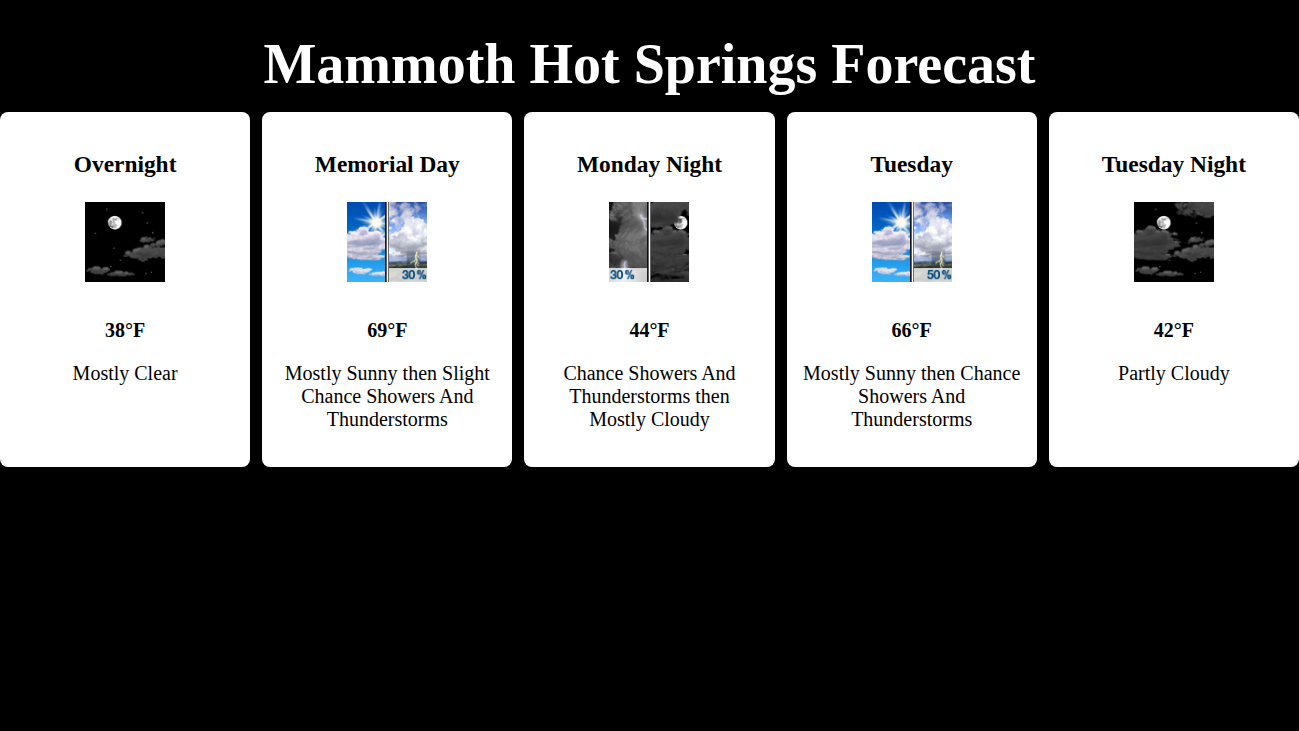 Mammoth Hot Springs Forecast
Overnight
38°F
Mostly Clear
Memorial Day
30%
69°F
Mostly Sunny then Slight
Chance Showers And
Thunderstorms
Monday Night
30%
44°F
Chance Showers And
Thunderstorms then
Mostly Cloudy
Tuesday
50%
66°F
Mostly Sunny then Chance
Showers And
Thunderstorms
Tuesday Night
42°F
Partly Cloudy